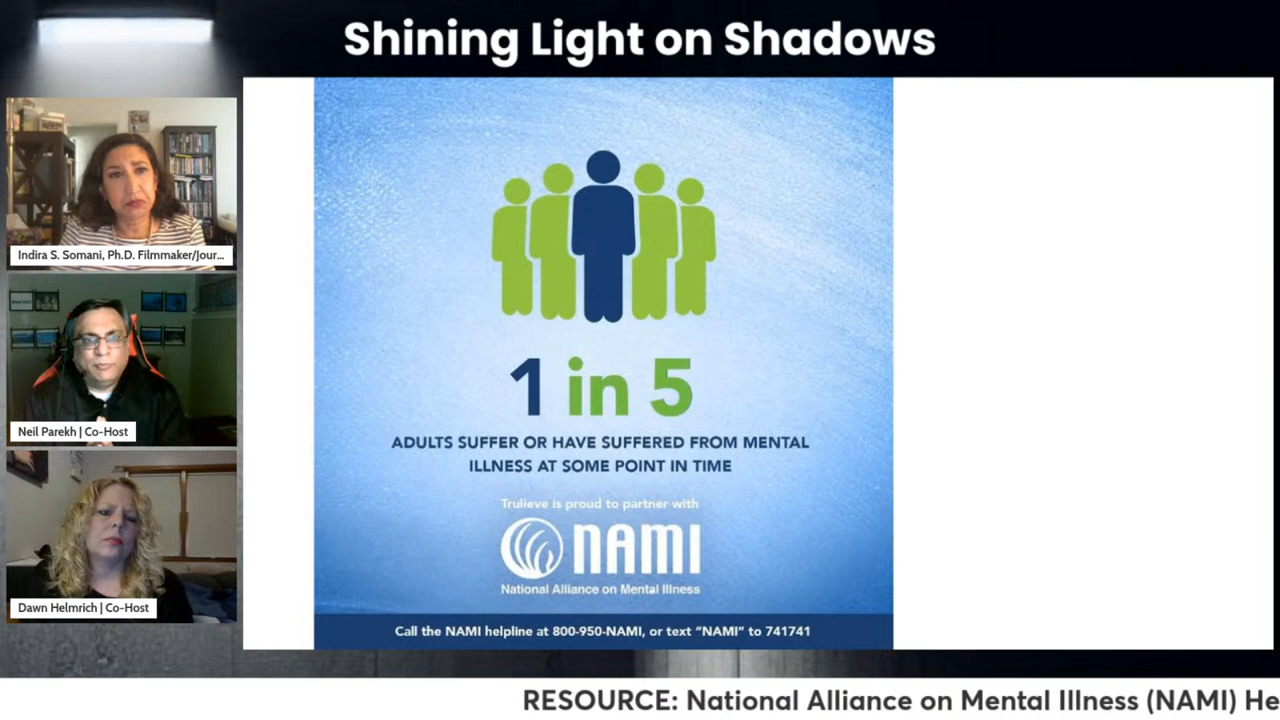 Shining Light on Shadows
Indira S. Somani, Ph.D. Filmmaker/Jour...
Neil Parekh | Co-Host
Dawn Helmrich | Co-Host
1 in 5
ADULTS SUFFER OR HAVE SUFFERED FROM MENTAL
ILLNESS AT SOME POINT IN TIME
Trulieve is proud to partner with
NAMI
National Alliance on Mental Illness
Call the NAMI helpline at 800-950-NAMI, or text “NAMI” to 741741
RESOURCE: National Alliance on Mental Illness (NAMI) He